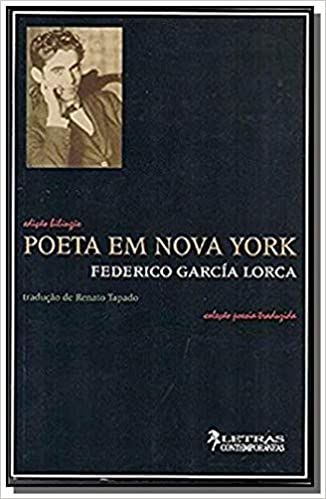 edição bilíngüe
POETA EM NOVA YORK
FEDERICO GARCÍA LORCA
tradução de Renato Tapado
coleção poesia traduzida
LETRAS
CONTEMPORÂNEAS